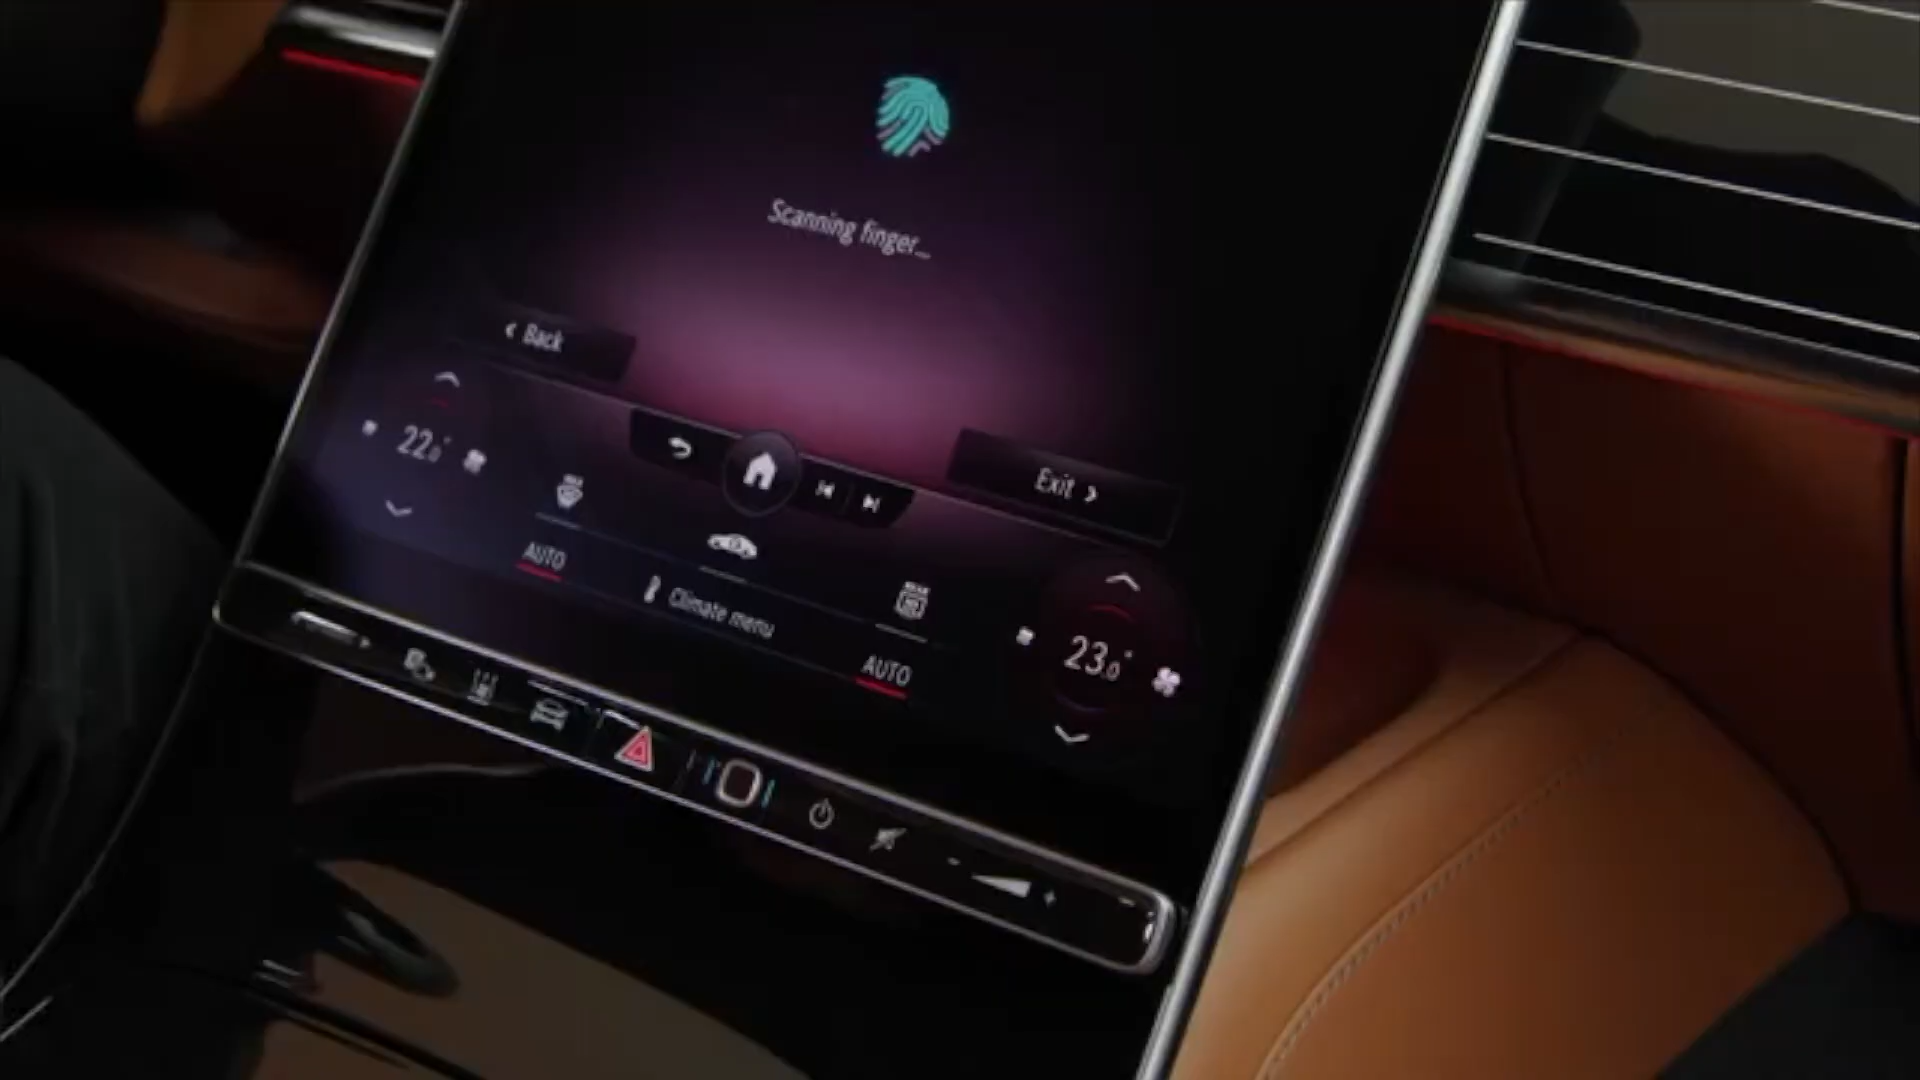 Scanning finger...
‹ Back
Exit ›
22.0°
AUTO
Climate menu
AUTO
23.0°
- +